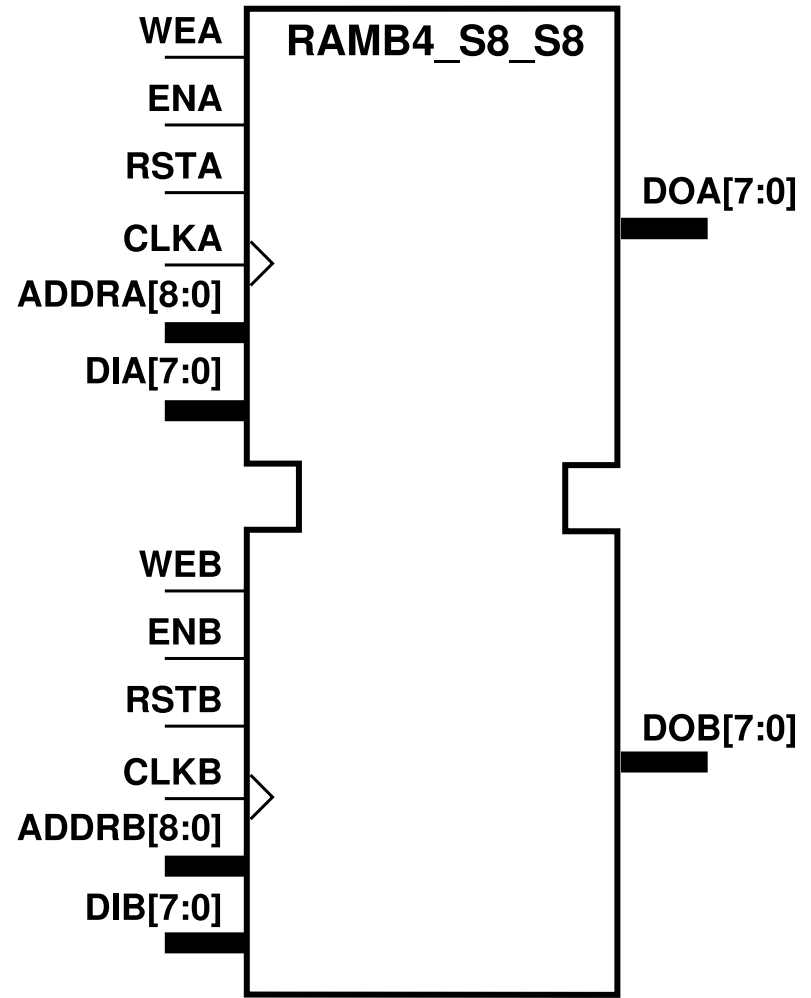 RAMB4_S8_S8
WEA
ENA
RSTA
CLKA
ADDRA[8:0]
DIA[7:0]
DOA[7:0]
WEB
ENB
RSTB
CLKB
ADDRB[8:0]
DIB[7:0]
DOB[7:0]